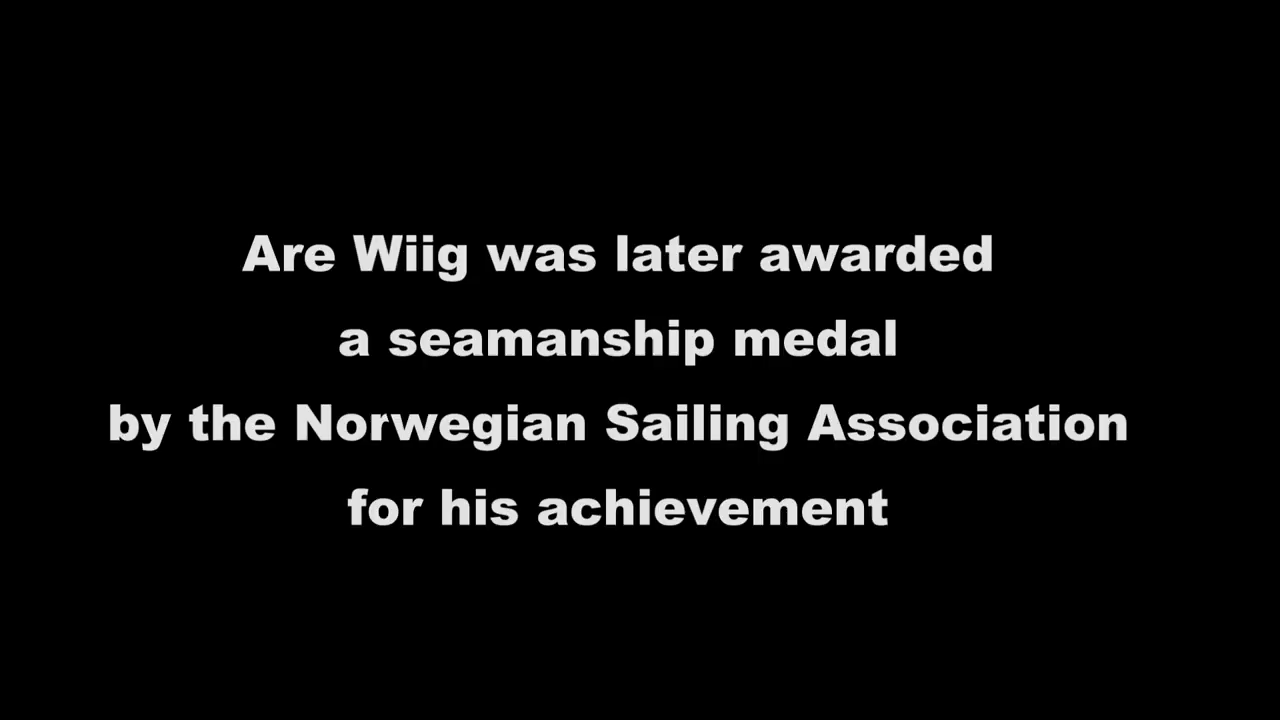 Are Wiig was later awarded
a seamanship medal
by the Norwegian Sailing Association
for his achievement